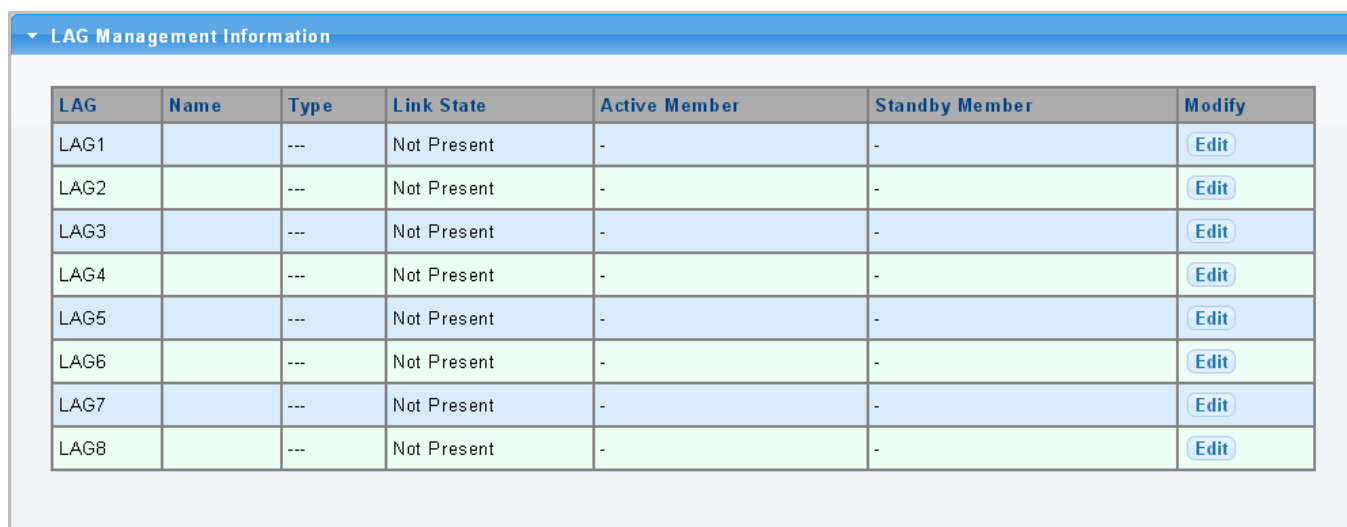 LAG Management Information
LAG Name Type Link State Active Member Standby Member Modify
LAG1 --- Not Present - - Edit
LAG2 --- Not Present - - Edit
LAG3 --- Not Present - - Edit
LAG4 --- Not Present - - Edit
LAG5 --- Not Present - - Edit
LAG6 --- Not Present - - Edit
LAG7 --- Not Present - - Edit
LAG8 --- Not Present - - Edit